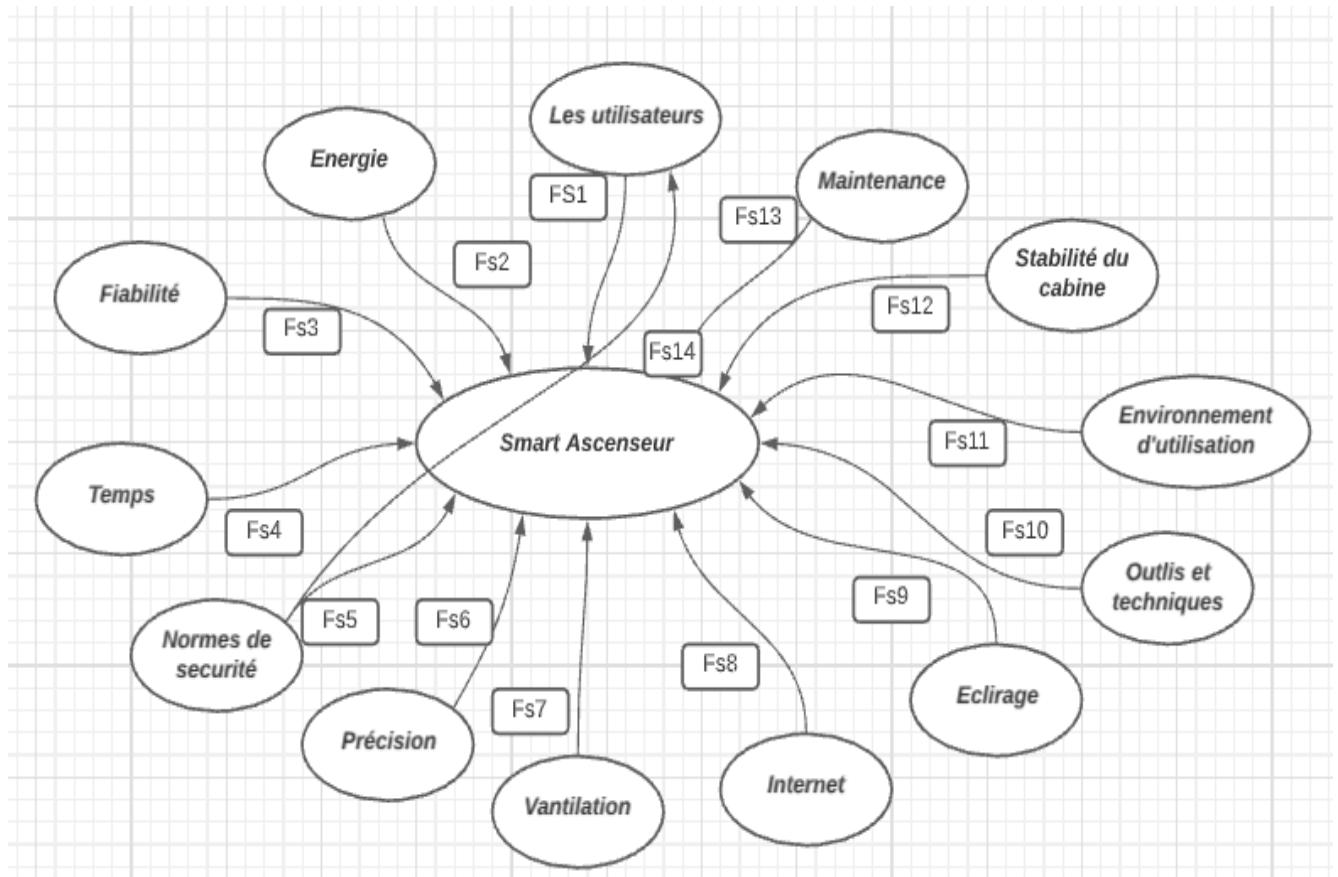 Les utilisateurs
Energie
Maintenance
FS1
Fs13
Stabilité du
cabine
Fs2
Fiabilité
Fs12
Fs3
Fs14
Environnement
d'utilisation
Smart Ascenseur
Fs11
Temps
Fs4
Fs10
Outlis et
techniques
Fs9
Fs5
Fs6
Normes de
securité
Fs8
Eclirage
Fs7
Précision
Internet
Vantilation